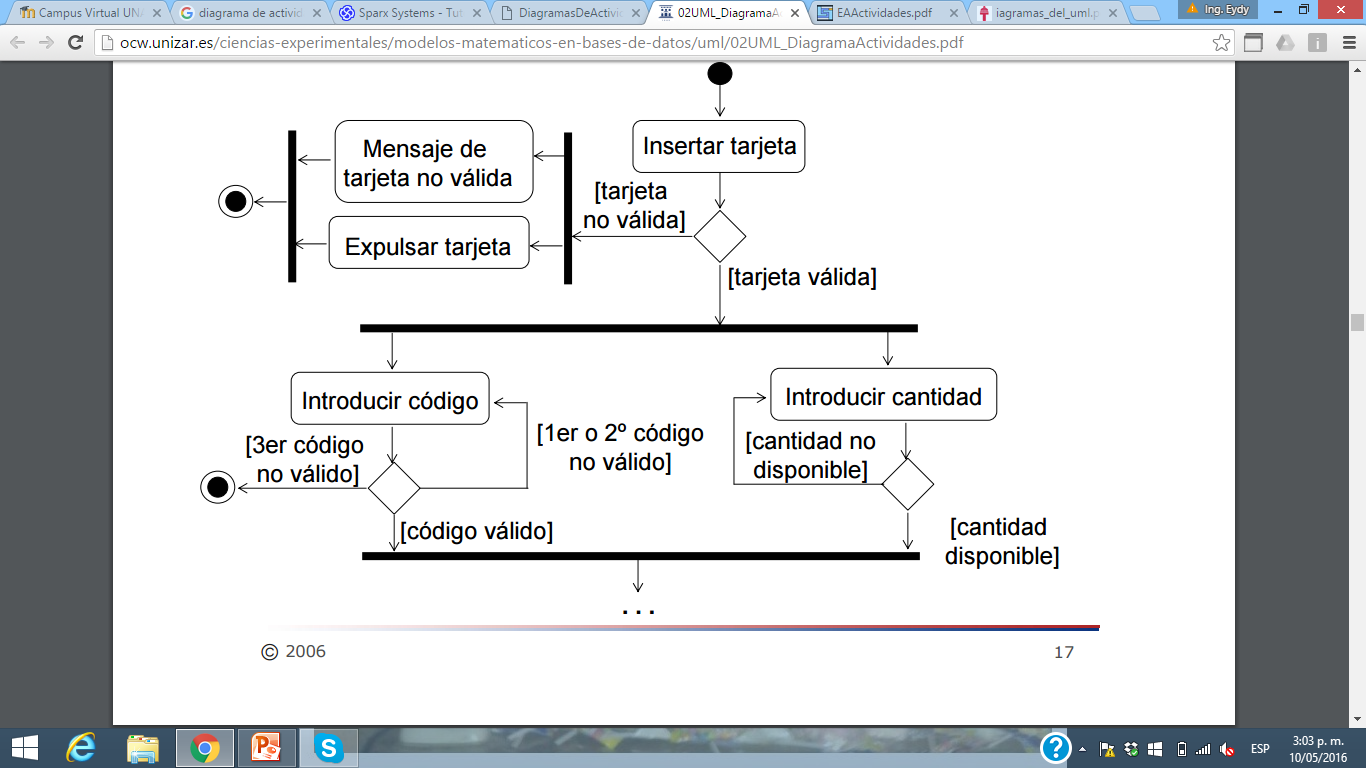 Campus Virtual UNA
diagrama de activid
Sparx Systems - Tut
DiagramasDeActivid
02UML_DiagramaA
EAActividades.pdf
iagramas_del_uml.p
Ing. Eydy
ocw.unizar.es/ciencias-experimentales/modelos-matematicos-en-bases-de-datos/uml/02UML_DiagramaActividades.pdf
Insertar tarjeta
Mensaje de
tarjeta no válida
[tarjeta
no válida]
Expulsar tarjeta
[tarjeta válida]
Introducir código
Introducir cantidad
[3er código
no válido]
[1er o 2º código
no válido]
[cantidad no
disponible]
[código válido]
[cantidad
disponible]
. . .
© 2006
17
ESP
3:03 p. m.
10/05/2016